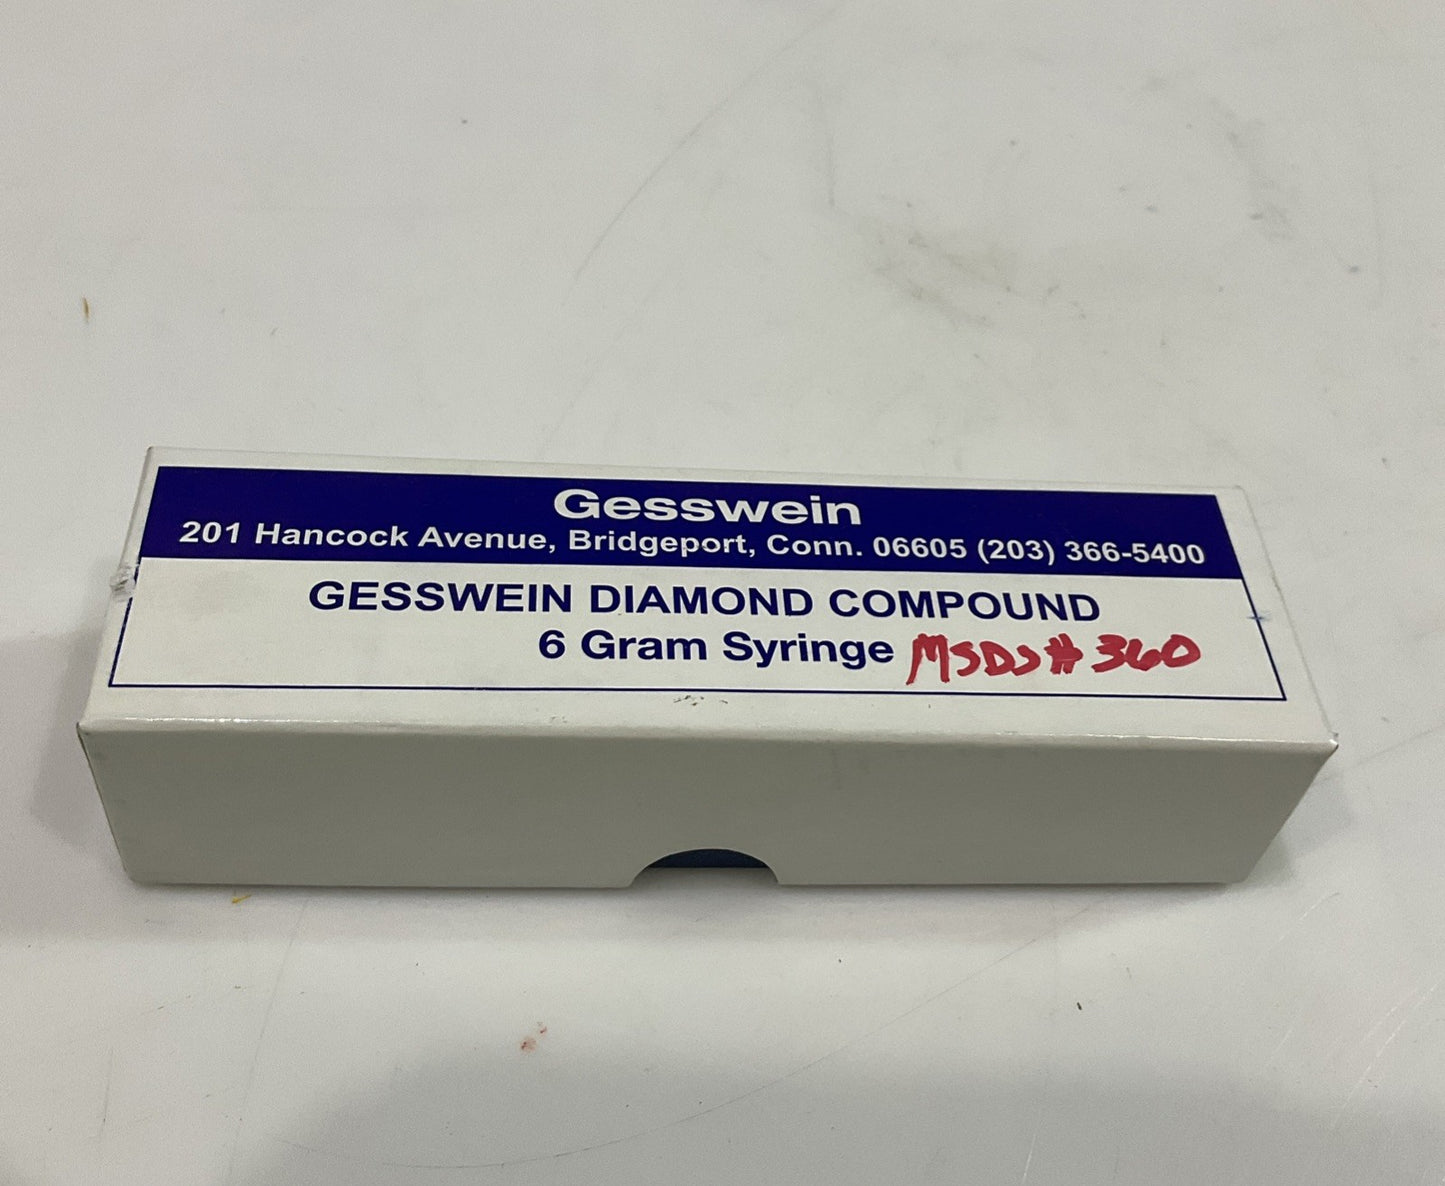 Gesswein
201 Hancock Avenue, Bridgeport, Conn. 06605 (203) 366-5400
GESSWEIN DIAMOND COMPOUND
6 Gram Syringe MSDS# 360